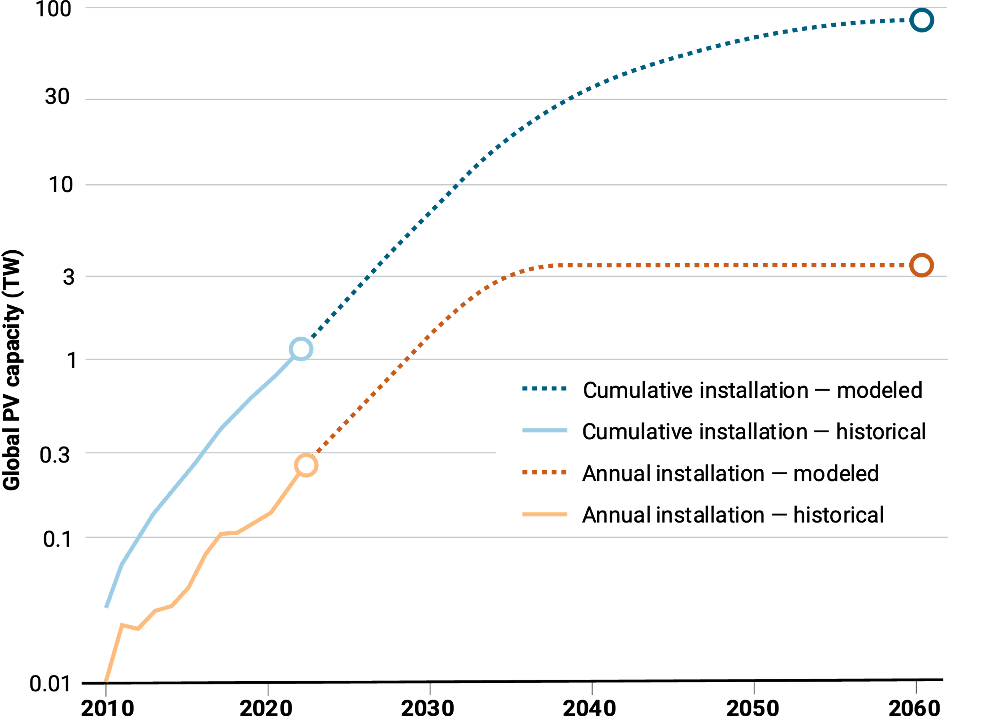 100
30
10
3
1
0.3
0.1
0.01
Global PV capacity (TW)
Cumulative installation — modeled
Cumulative installation — historical
Annual installation — modeled
Annual installation — historical
2010 2020 2030 2040 2050 2060